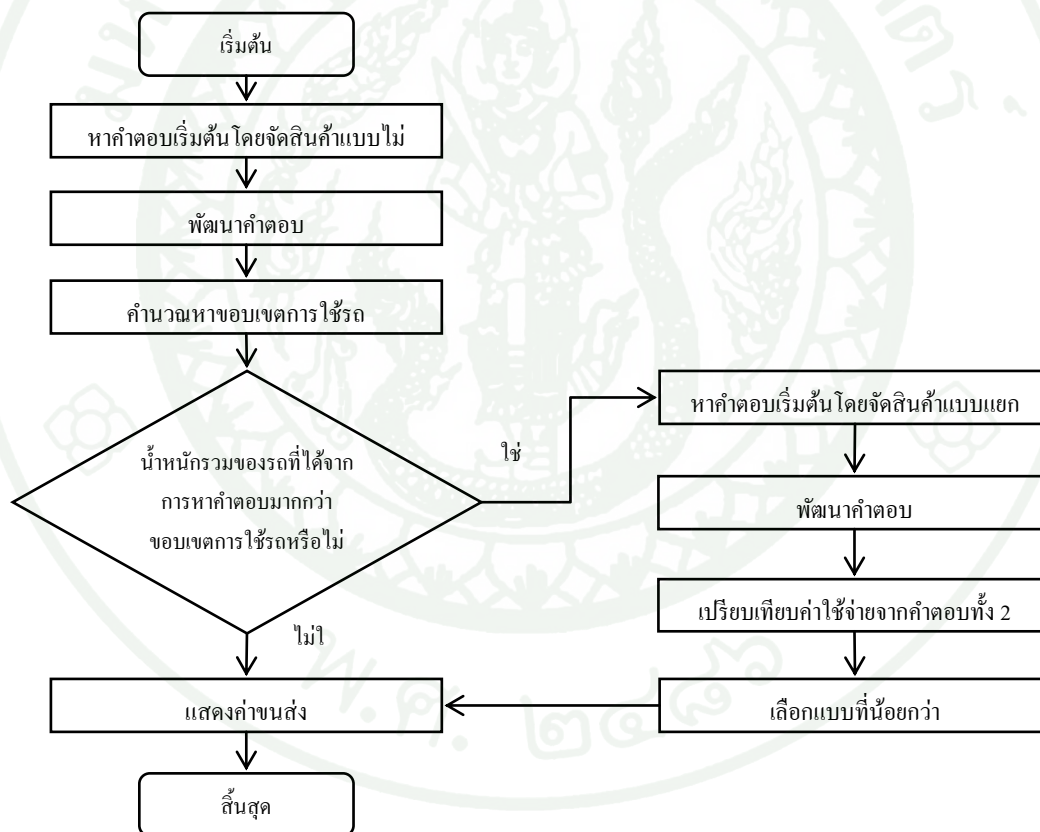 เริ่มต้น
หาคำตอบเริ่มต้นโดยจัดสินค้าแบบไม่
พัฒนาคำตอบ
คำนวณหาขอบเขตการใช้รถ
น้ำหนักรวมของรถที่ได้จาก
การหาคำตอบมากกว่า
ขอบเขตการใช้รถหรือไม่
ใช่
ไม่ใ
หาคำตอบเริ่มต้นโดยจัดสินค้าแบบแยก
พัฒนาคำตอบ
เปรียบเทียบค่าใช้จ่ายจากคำตอบทั้ง 2
เลือกแบบที่น้อยกว่า
แสดงค่าขนส่ง
สิ้นสุด
พ.ศ. ๒๔๘๖